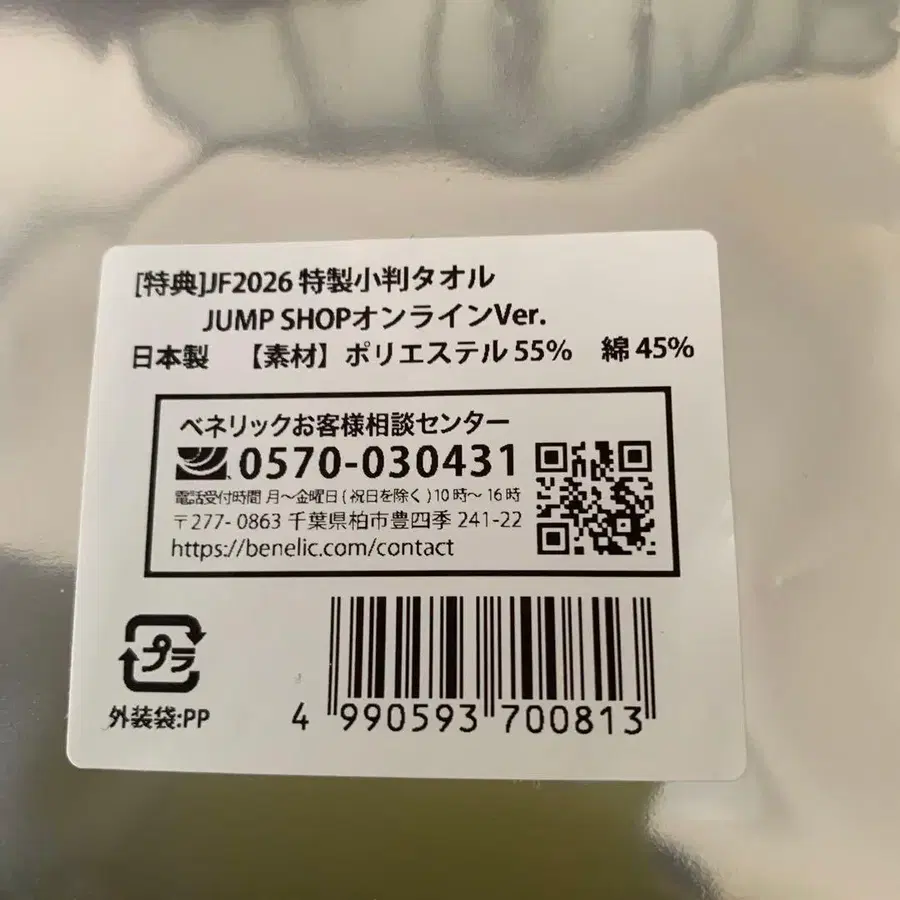 [特典]JF2026 特製小判タオル
JUMP SHOPオンラインVer.
日本製 【素材】ポリエステル 55% 綿 45%
ベネリックお客様相談センター
0570-030431
電話受付時間 月～金曜日(祝日を除く)10時～16時
〒277-0863 千葉県柏市豊四季 241-22
https://benelic.com/contact
プラ
外装袋:PP
4 990593 700813